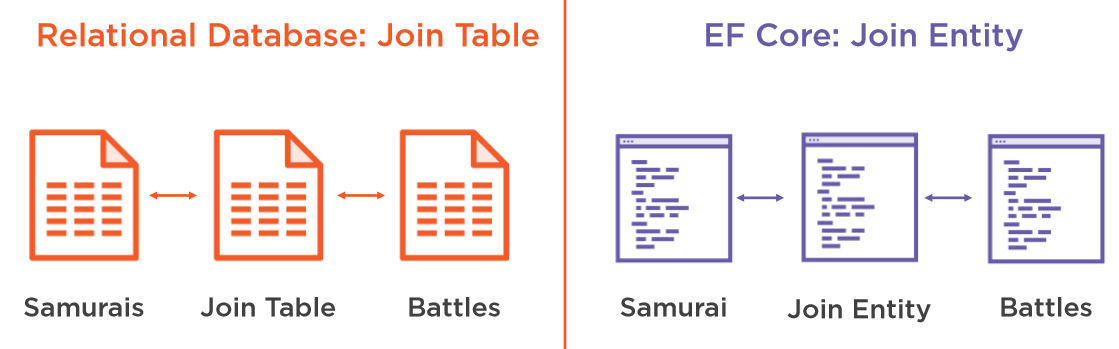 Relational Database: Join Table
EF Core: Join Entity
Samurais
Join Table
Battles
Samurai
Join Entity
Battles